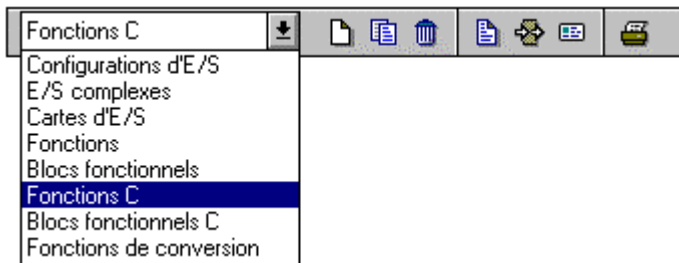 Fonctions C
Configurations d'E/S
E/S complexes
Cartes d'E/S
Fonctions
Blocs fonctionnels
Fonctions C
Blocs fonctionnels C
Fonctions de conversion